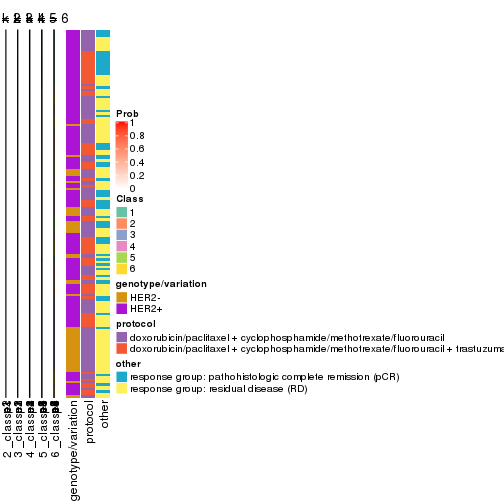 Prob
1
0.8
0.6
0.4
0.2
0
Class
1
2
3
4
5
6
genotype/variation
HER2-
HER2+
protocol
doxorubicin/paclitaxel + cyclophosphamide/methotrexate/fluorouracil
doxorubicin/paclitaxel + cyclophosphamide/methotrexate/fluorouracil + trastuzuma
other
response group: pathohistologic complete remission (pCR)
response group: residual disease (RD)
2_class
3_class
4_class
5_class
6_class
genotype/variation
protocol
other